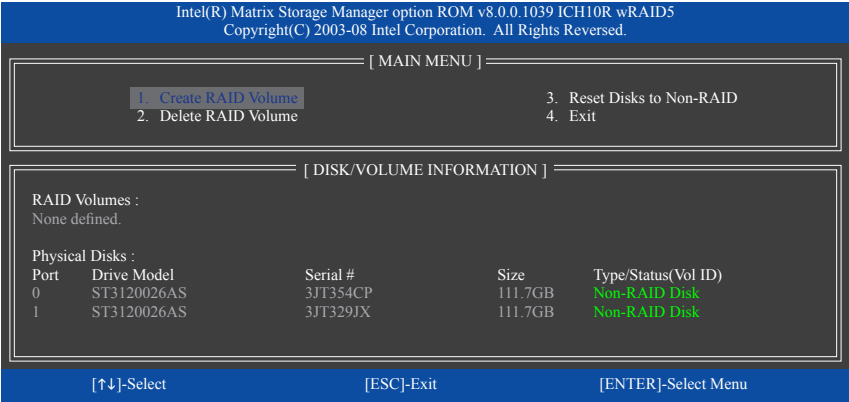 Intel(R) Matrix Storage Manager option ROM v8.0.0.1039 ICH10R wRAID5
Copyright(C) 2003-08 Intel Corporation. All Rights Reversed.
[ MAIN MENU ]
1. Create RAID Volume 3. Reset Disks to Non-RAID
2. Delete RAID Volume 4. Exit
[ DISK/VOLUME INFORMATION ]
RAID Volumes :
None defined.
Physical Disks :
Port Drive Model Serial # Size Type/Status(Vol ID)
0 ST3120026AS 3JT354CP 111.7GB Non-RAID Disk
1 ST3120026AS 3JT329JX 111.7GB Non-RAID Disk
[↑↓]-Select [ESC]-Exit [ENTER]-Select Menu